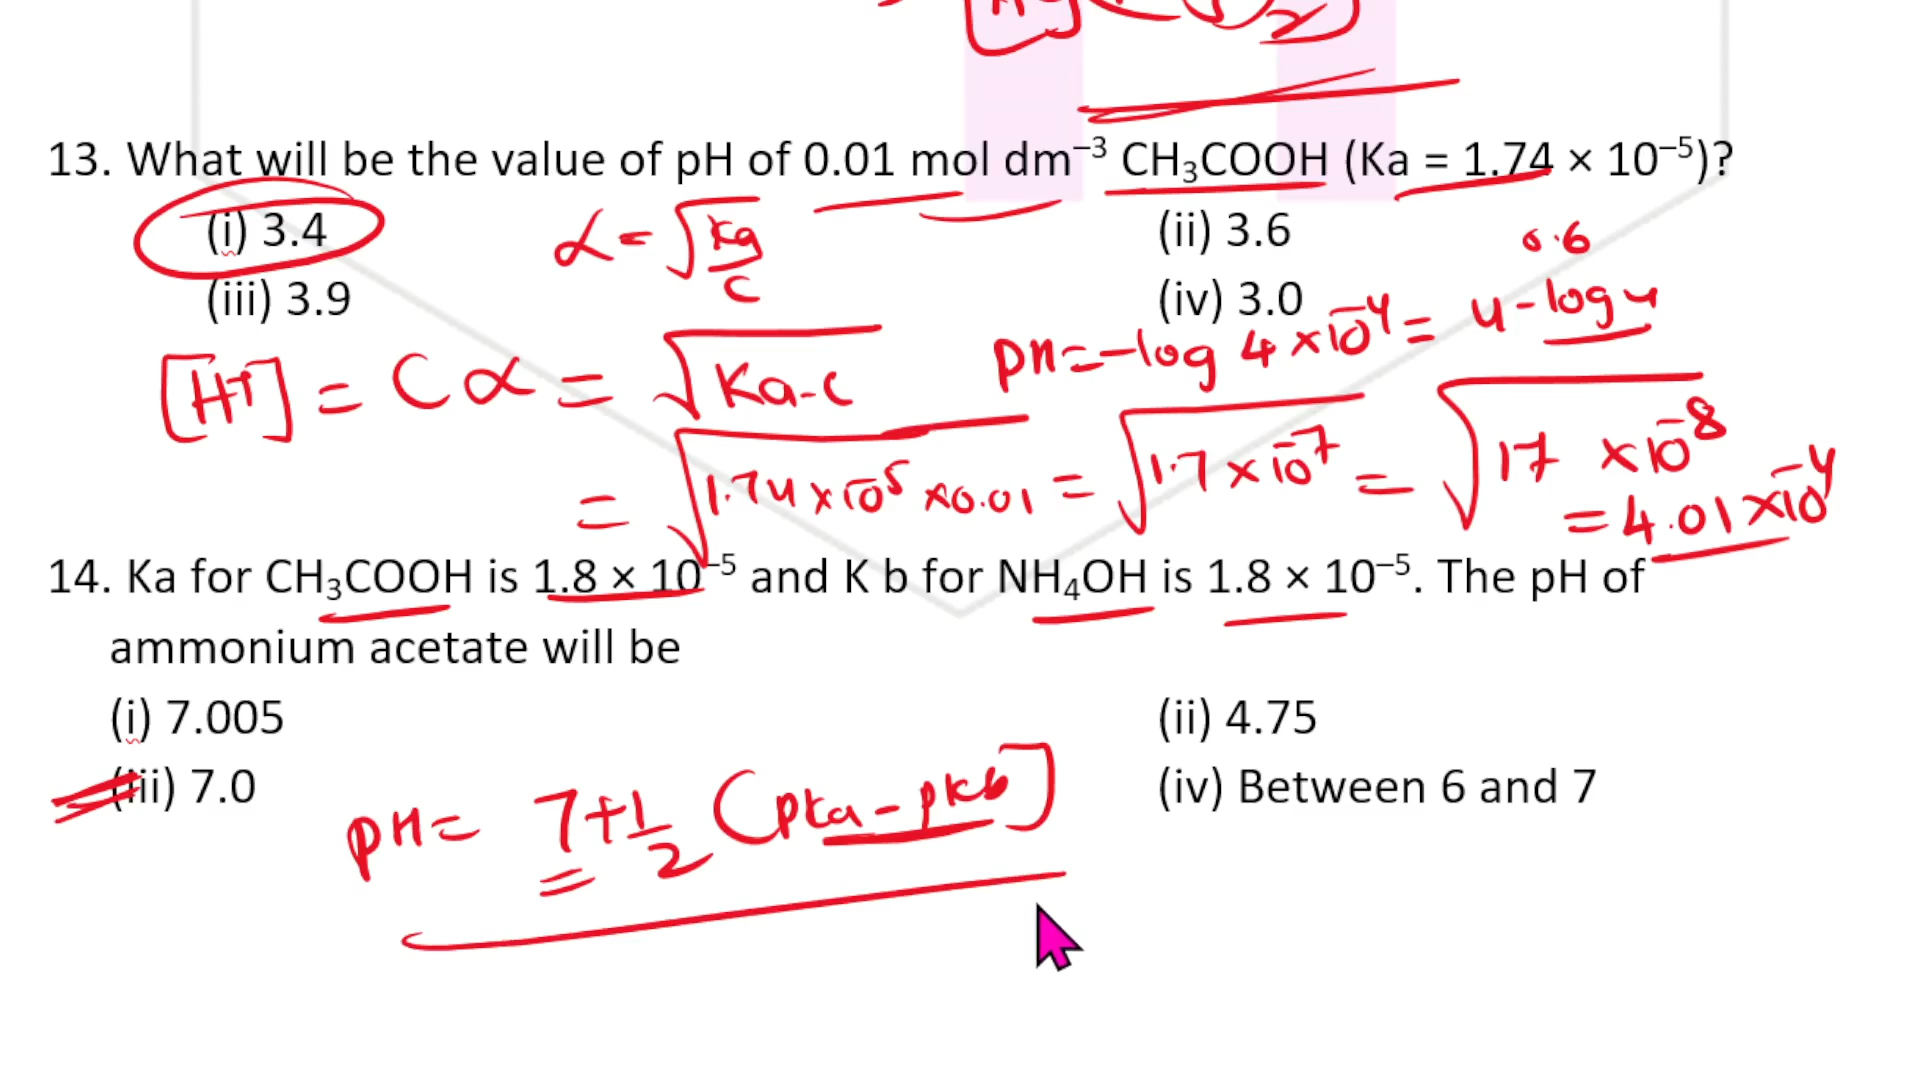 13. What will be the value of pH of 0.01 mol dm⁻³ CH₃COOH (Ka = 1.74 × 10⁻⁵)?
(i) 3.4
(ii) 3.6
(iii) 3.9
(iv) 3.0
α = √Ka/C
0.6
pH = -log 4 × 10⁻⁴ = 4 - log 4
[H⁺] = Cα = √Ka-C
= √1.74 × 10⁻⁵ × 0.01 = √1.7 × 10⁻⁷ = √17 × 10⁻⁸
= 4.01 × 10⁻⁴
14. Ka for CH₃COOH is 1.8 × 10⁻⁵ and K b for NH₄OH is 1.8 × 10⁻⁵. The pH of
ammonium acetate will be
(i) 7.005
(ii) 4.75
(iii) 7.0
(iv) Between 6 and 7
pH = 7 + 1/2 (pKa - pKb]